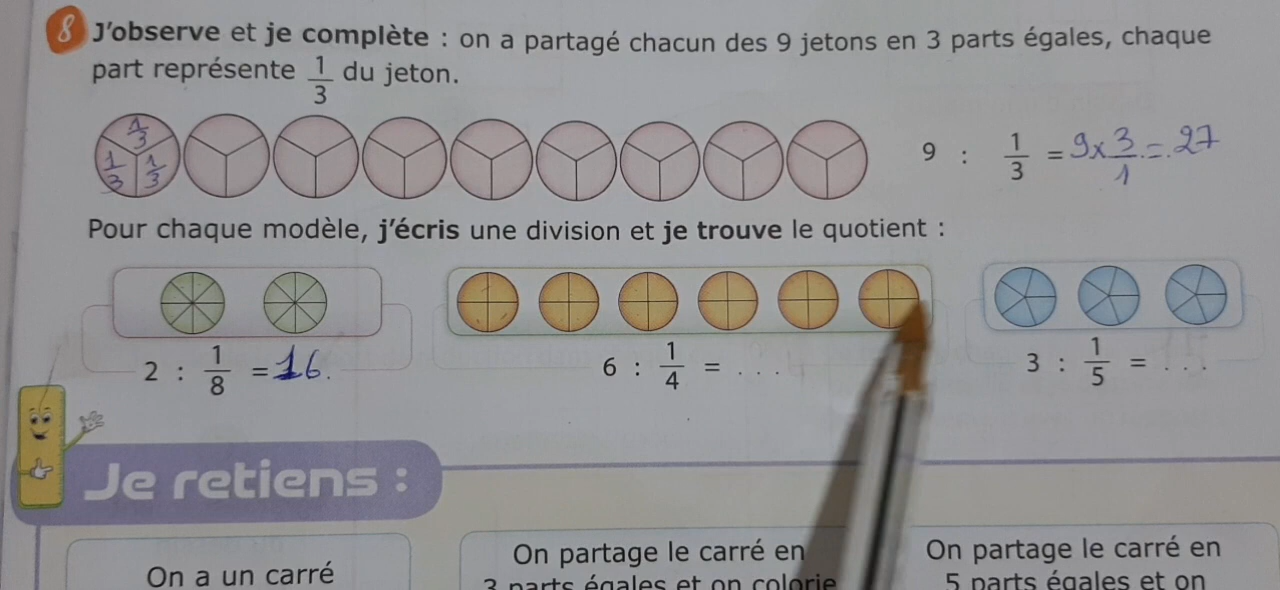 8 J'observe et je complète : on a partagé chacun des 9 jetons en 3 parts égales, chaque
part représente 1/3 du jeton.
1/3
1/3 1/3
9 : 1/3 = 9 x 3/1 = 27
Pour chaque modèle, j'écris une division et je trouve le quotient :
2 : 1/8 = 16.
6 : 1/4 = . . .
3 : 1/5 = . . .
Je retiens :
On a un carré
On partage le carré en
3 parts égales et on colorie
On partage le carré en
5 parts égales et on